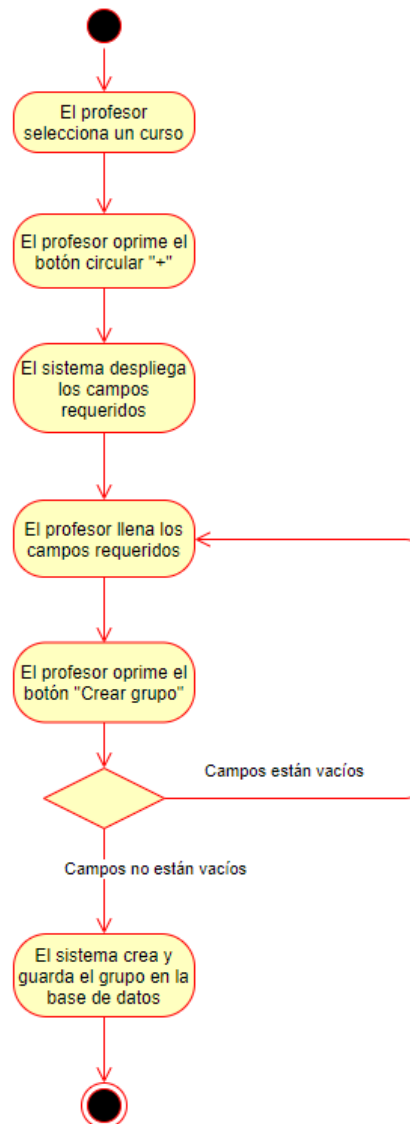 El profesor
selecciona un curso
El profesor oprime el
botón circular "+"
El sistema despliega
los campos
requeridos
El profesor llena los
campos requeridos
El profesor oprime el
botón "Crear grupo"
Campos están vacíos
Campos no están vacíos
El sistema crea y
guarda el grupo en la
base de datos